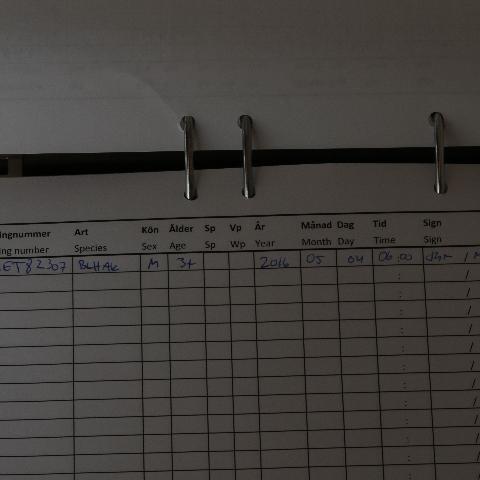 ingnummer Art Kön Ålder Sp Vp År Månad Dag Tid Sign
ing number Species Sex Age Sp Wp Year Month Day Time Sign
ET82307 BLHAK M 3+ 2016 05 04 06:00